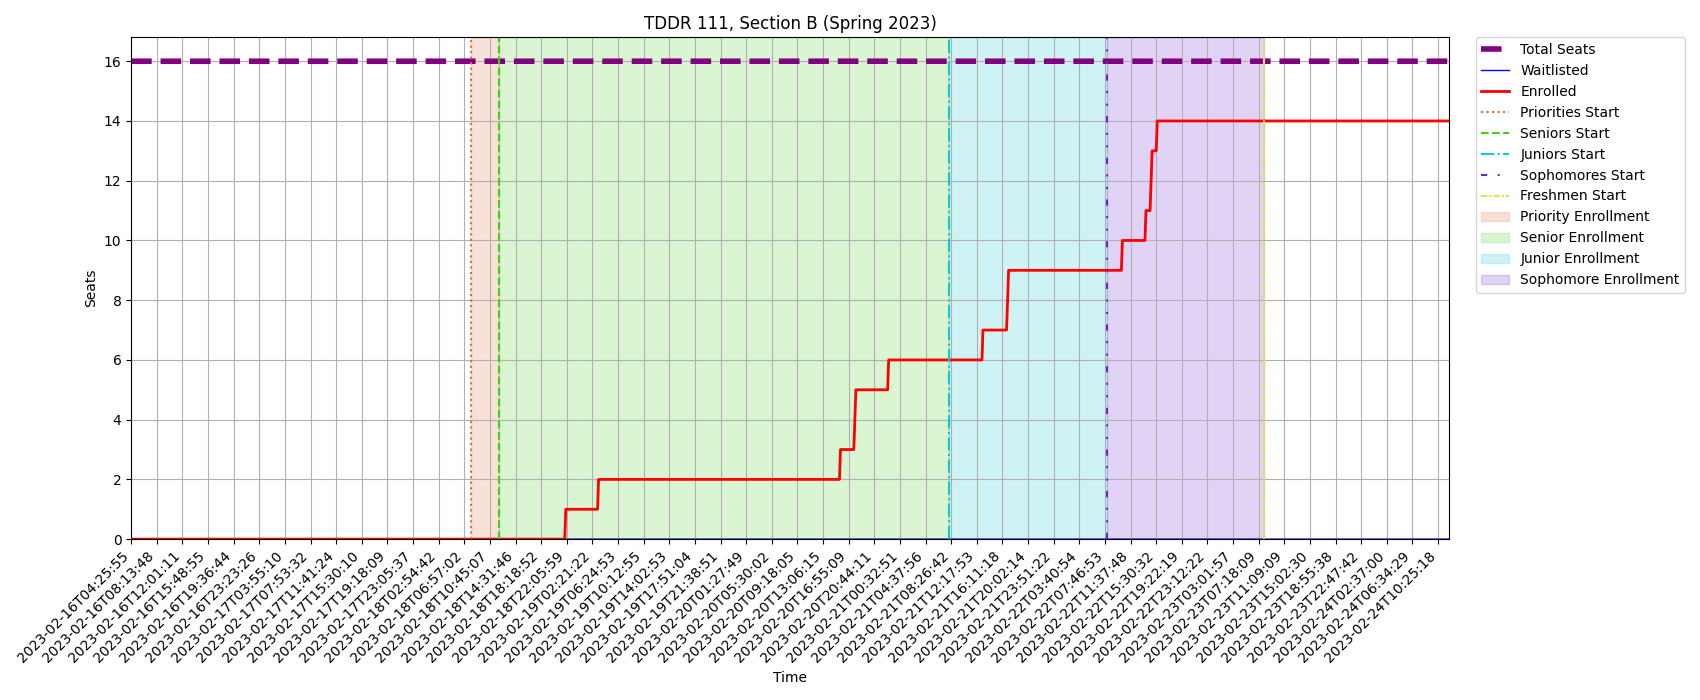 TDDR 111, Section B (Spring 2023)
Seats
16
14
12
10
8
6
4
2
0
2023-02-16T04:25:55
2023-02-16T08:13:48
2023-02-16T12:01:11
2023-02-16T15:48:55
2023-02-16T19:36:44
2023-02-16T23:23:26
2023-02-17T03:55:10
2023-02-17T07:53:32
2023-02-17T11:41:24
2023-02-17T15:30:10
2023-02-17T19:18:09
2023-02-17T23:05:37
2023-02-18T02:54:42
2023-02-18T06:57:02
2023-02-18T10:45:07
2023-02-18T14:31:46
2023-02-18T18:18:52
2023-02-18T22:05:59
2023-02-19T02:21:22
2023-02-19T06:24:53
2023-02-19T10:12:55
2023-02-19T14:02:53
2023-02-19T17:51:04
2023-02-19T21:38:51
2023-02-20T01:27:49
2023-02-20T05:30:02
2023-02-20T09:18:05
2023-02-20T13:06:15
2023-02-20T16:55:09
2023-02-20T20:44:11
2023-02-21T00:32:51
2023-02-21T04:37:56
2023-02-21T08:26:42
2023-02-21T12:17:53
2023-02-21T16:11:18
2023-02-21T20:02:14
2023-02-21T23:51:22
2023-02-22T03:40:54
2023-02-22T07:46:53
2023-02-22T11:37:48
2023-02-22T15:30:32
2023-02-22T19:22:19
2023-02-22T23:12:22
2023-02-23T03:01:57
2023-02-23T07:18:09
2023-02-23T11:09:09
2023-02-23T15:02:30
2023-02-23T18:55:38
2023-02-23T22:47:42
2023-02-24T02:37:00
2023-02-24T06:34:29
2023-02-24T10:25:18
Time
Total Seats
Waitlisted
Enrolled
Priorities Start
Seniors Start
Juniors Start
Sophomores Start
Freshmen Start
Priority Enrollment
Senior Enrollment
Junior Enrollment
Sophomore Enrollment